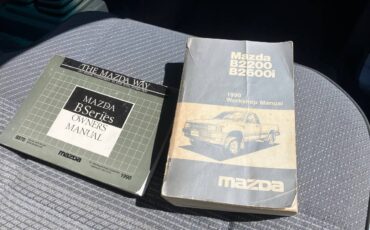 THE MAZDA WAY
MAZDA
B Series
OWNERS
MANUAL
mazda
1990
Mazda
B2200
B2600i
1990
Workshop Manual
mazda